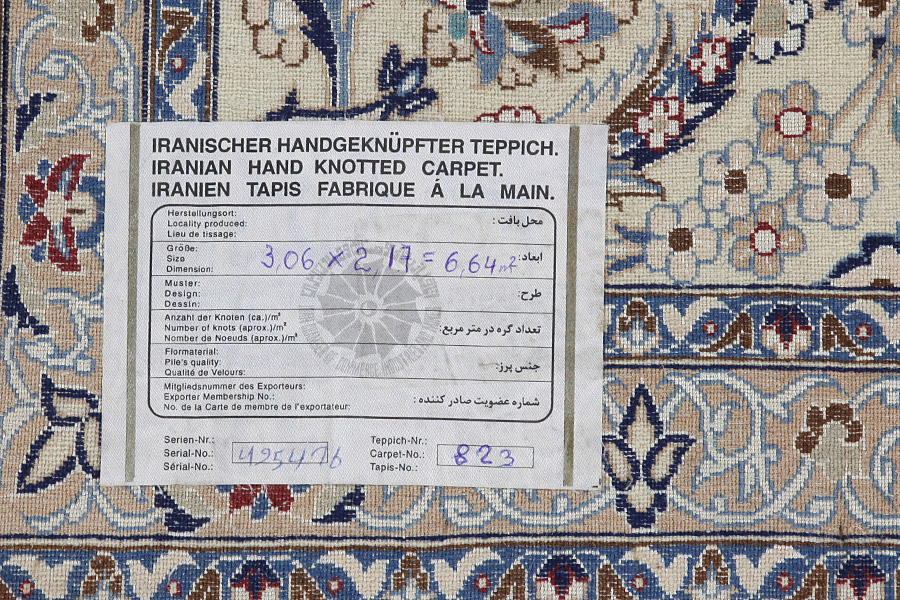 IRANISCHER HANDGEKNÜPFTER TEPPICH.
IRANIAN HAND KNOTTED CARPET.
IRANIEN TAPIS FABRIQUE Á LA MAIN.
Herstellungsort:
Locality produced: محل بافت:
Lieu de tissage:
Größe:
Size 3,06 x 2,17 = 6,64 m² ابعاد:
Dimension:
Muster:
Design: طرح:
Dessin:
Anzahl der Knoten (ca.)/m²
Number of knots (aprox.)/m² تعداد گره در متر مربع:
Nombre de Noeuds (aprox.)/m²
Flormaterial:
Pile's quality: جنس پرز:
Qualité de Velours:
Mitgliedsnummer des Exporteurs:
Exporter Membership No.: شماره عضویت صادر کننده:
No. de la Carte de membre de l'exportateur:
Serien-Nr.: Teppich-Nr.:
Serial-No.: 495476 Carpet-No.: 823
Sérial-No.: Tapis-No.: